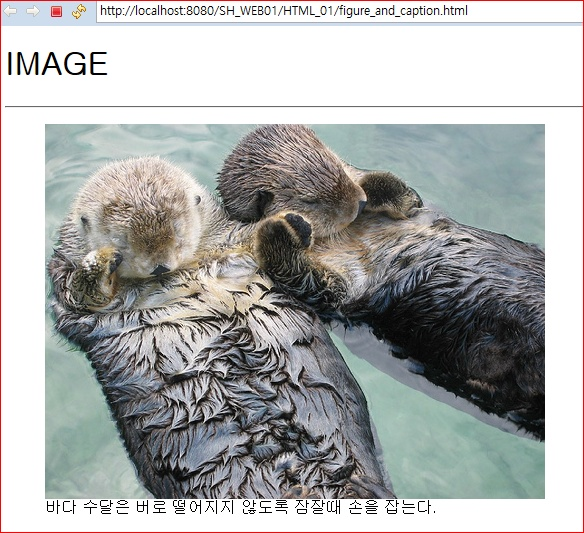 http://localhost:8080/SH_WEB01/HTML_01/figure_and_caption.html
IMAGE
바다 수달은 버로 떨어지지 않도록 잠잘때 손을 잡는다.